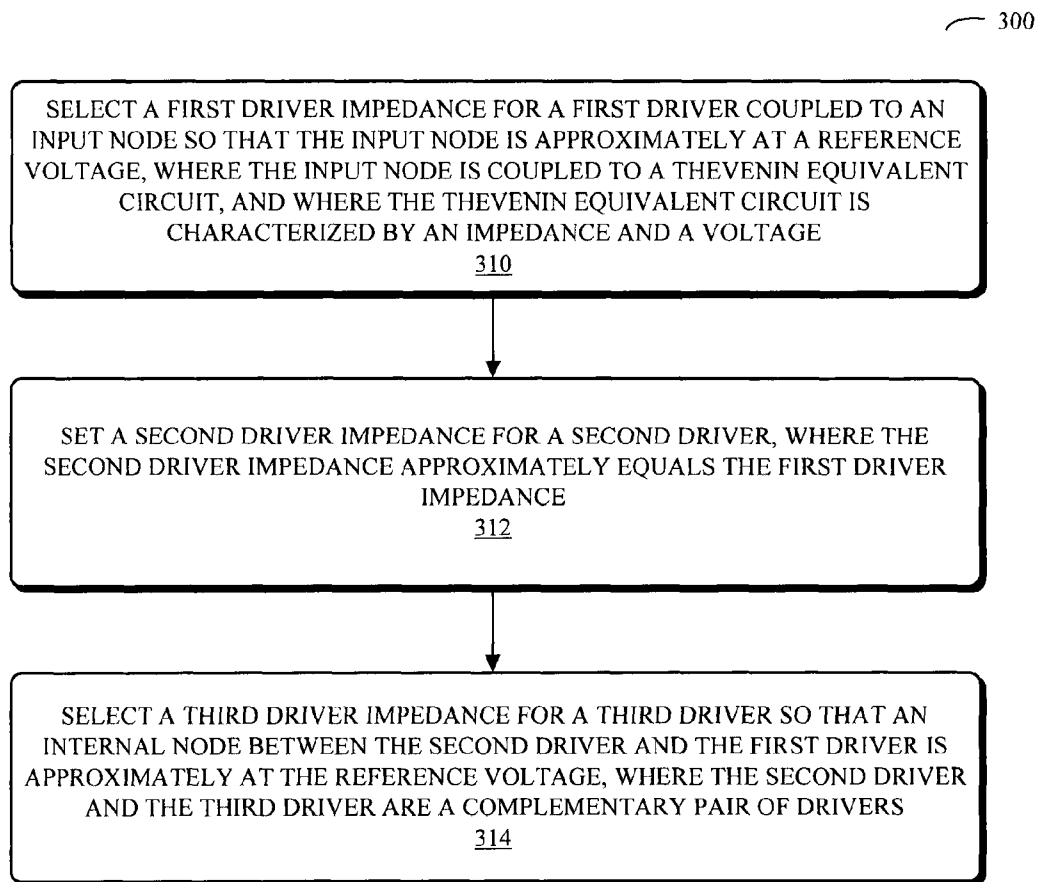 300
SELECT A FIRST DRIVER IMPEDANCE FOR A FIRST DRIVER COUPLED TO AN
INPUT NODE SO THAT THE INPUT NODE IS APPROXIMATELY AT A REFERENCE
VOLTAGE, WHERE THE INPUT NODE IS COUPLED TO A THEVENIN EQUIVALENT
CIRCUIT, AND WHERE THE THEVENIN EQUIVALENT CIRCUIT IS
CHARACTERIZED BY AN IMPEDANCE AND A VOLTAGE
310
SET A SECOND DRIVER IMPEDANCE FOR A SECOND DRIVER, WHERE THE
SECOND DRIVER IMPEDANCE APPROXIMATELY EQUALS THE FIRST DRIVER
IMPEDANCE
312
SELECT A THIRD DRIVER IMPEDANCE FOR A THIRD DRIVER SO THAT AN
INTERNAL NODE BETWEEN THE SECOND DRIVER AND THE FIRST DRIVER IS
APPROXIMATELY AT THE REFERENCE VOLTAGE, WHERE THE SECOND DRIVER
AND THE THIRD DRIVER ARE A COMPLEMENTARY PAIR OF DRIVERS
314